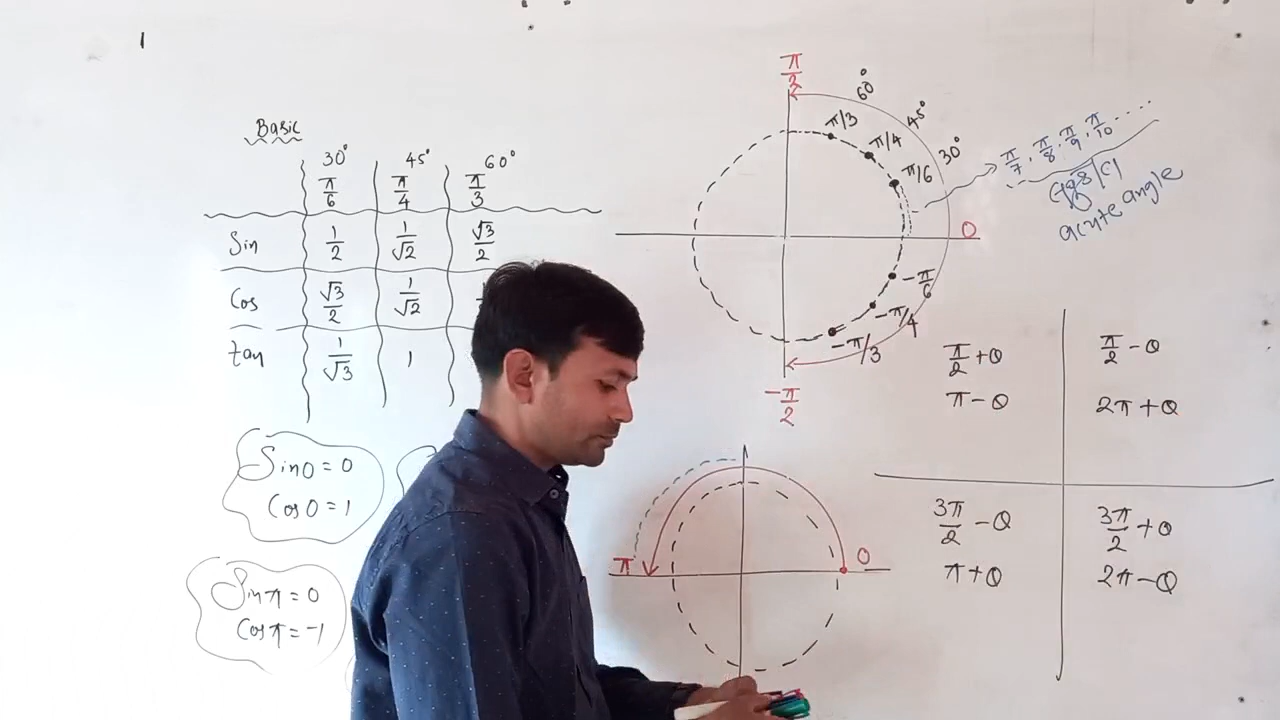 Basic
30° 45° 60°
π/6 π/4 π/3
Sin 1/2 1/√2 √3/2
Cos √3/2 1/√2
tan 1/√3 1
Sin0 = 0
Cos0 = 1
Sinπ = 0
Cosπ = -1
π/2
60°
π/3
45°
π/4
30°
π/6
0
π/7, π/8, π/9, π/10 .....
acute angle
-π/6
-π/4
-π/3
-π/2
π 0
π/2+θ π/2-θ
π-θ 2π+θ
3π/2-θ 3π/2+θ
π+θ 2π-θ